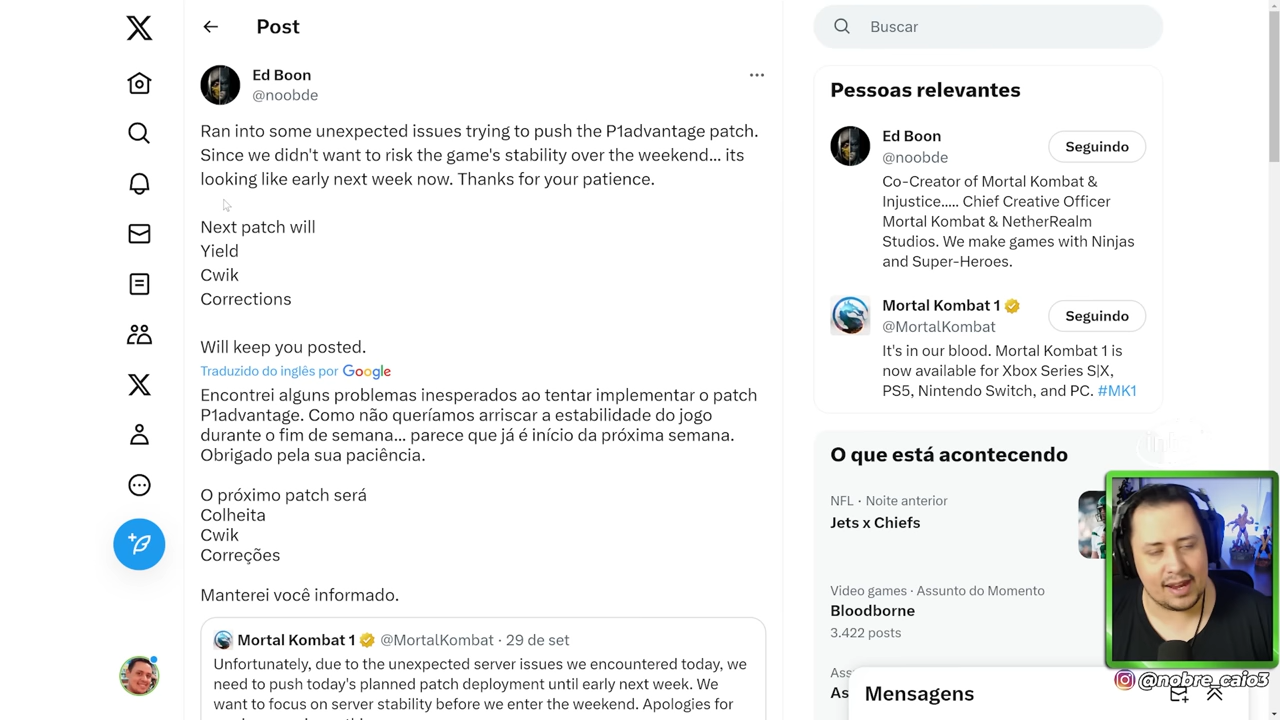 Post
Buscar
Ed Boon
@noobde
Ran into some unexpected issues trying to push the P1advantage patch.
Since we didn't want to risk the game's stability over the weekend... its
looking like early next week now. Thanks for your patience.
Next patch will
Yield
Cwik
Corrections
Will keep you posted.
Traduzido do inglês por Google
Encontrei alguns problemas inesperados ao tentar implementar o patch
P1advantage. Como não queríamos arriscar a estabilidade do jogo
durante o fim de semana... parece que já é início da próxima semana.
Obrigado pela sua paciência.
O próximo patch será
Colheita
Cwik
Correções
Manterei você informado.
Mortal Kombat 1 @MortalKombat · 29 de set
Unfortunately, due to the unexpected server issues we encountered today, we
need to push today's planned patch deployment until early next week. We
want to focus on server stability before we enter the weekend. Apologies for
Pessoas relevantes
Ed Boon
@noobde
Seguindo
Co-Creator of Mortal Kombat &
Injustice..... Chief Creative Officer
Mortal Kombat & NetherRealm
Studios. We make games with Ninjas
and Super-Heroes.
Mortal Kombat 1
@MortalKombat
Seguindo
It's in our blood. Mortal Kombat 1 is
now available for Xbox Series S|X,
PS5, Nintendo Switch, and PC. #MK1
O que está acontecendo
NFL · Noite anterior
Jets x Chiefs
Video games · Assunto do Momento
Bloodborne
3.422 posts
Mensagens
@nobre_caio3